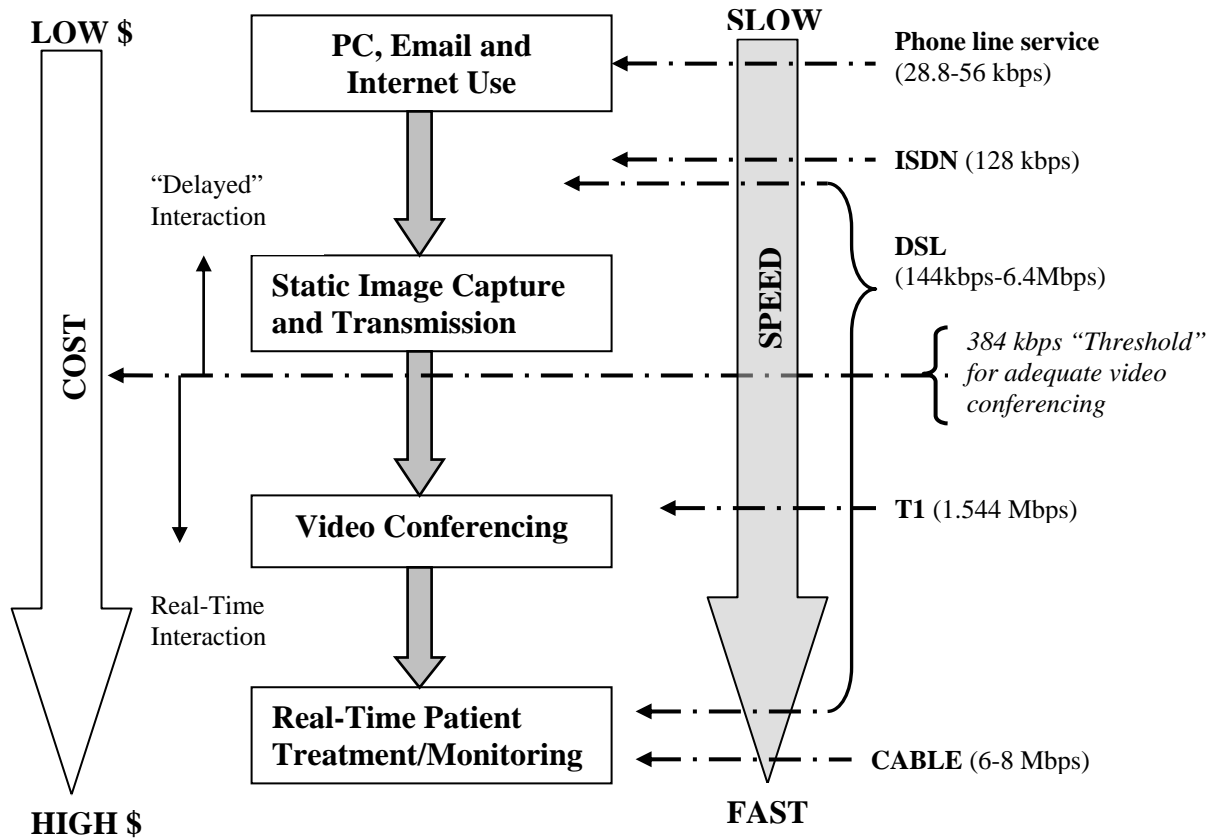 LOW $
PC, Email and
Internet Use
SLOW
Phone line service
(28.8-56 kbps)
ISDN (128 kbps)
“Delayed”
Interaction
DSL
(144kbps-6.4Mbps)
Static Image Capture
and Transmission
SPEED
COST
384 kbps “Threshold”
for adequate video
conferencing
Video Conferencing
T1 (1.544 Mbps)
Real-Time
Interaction
Real-Time Patient
Treatment/Monitoring
CABLE (6-8 Mbps)
HIGH $
FAST